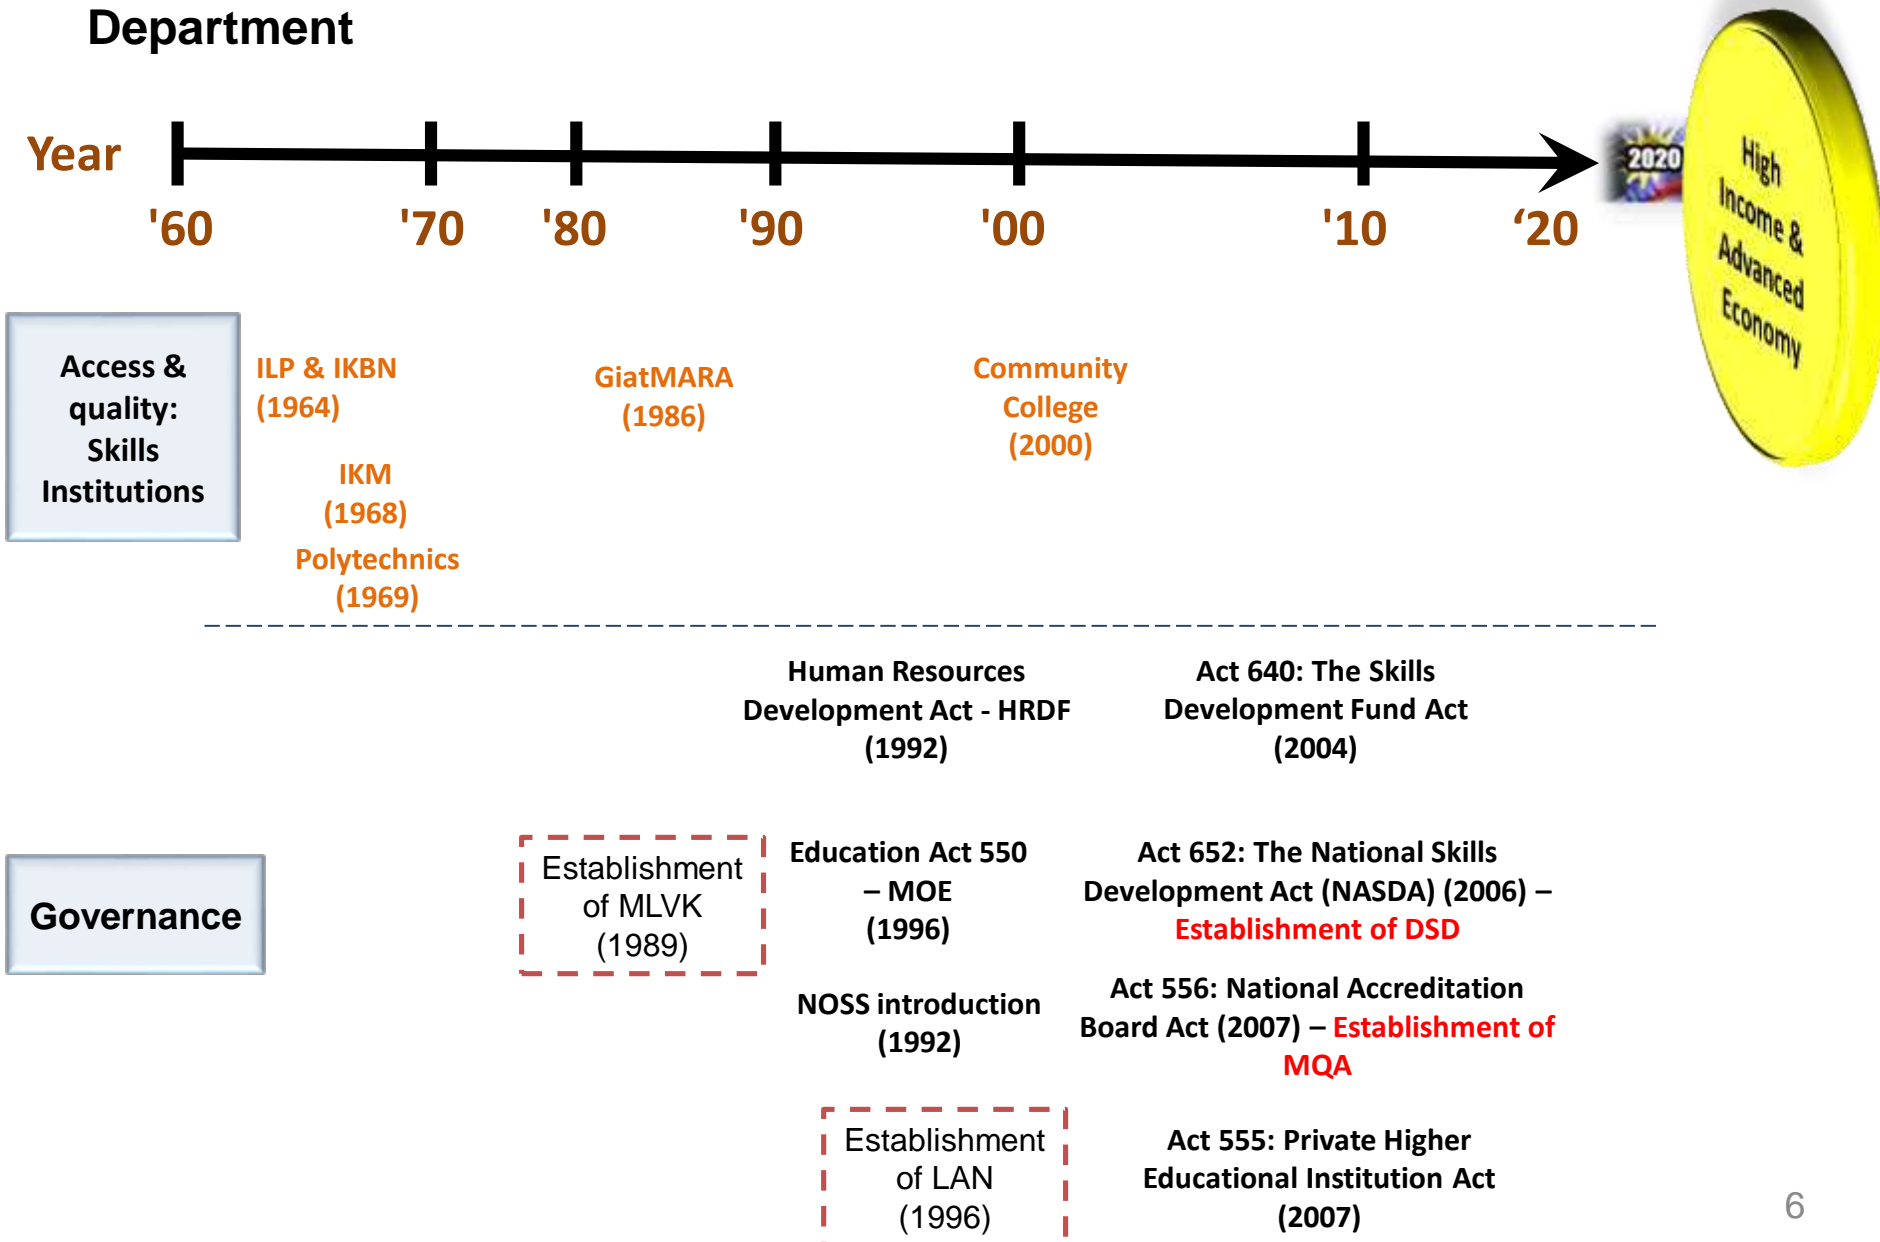 Department
Year
'60
'70
'80
'90
'00
'10
‘20
2020
High
Income &
Advanced
Economy
Access &
quality:
Skills
Institutions
ILP & IKBN
(1964)
IKM
(1968)
Polytechnics
(1969)
GiatMARA
(1986)
Community
College
(2000)
Human Resources
Development Act - HRDF
(1992)
Act 640: The Skills
Development Fund Act
(2004)
Governance
Establishment
of MLVK
(1989)
Education Act 550
– MOE
(1996)
Act 652: The National Skills
Development Act (NASDA) (2006) –
Establishment of DSD
NOSS introduction
(1992)
Act 556: National Accreditation
Board Act (2007) – Establishment of
MQA
Establishment
of LAN
(1996)
Act 555: Private Higher
Educational Institution Act
(2007)
6